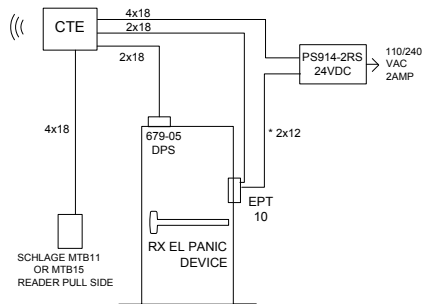 4x18
2x18
2x18
CTE
PS914-2RS
24VDC
110/240
VAC
2AMP
4x18
679-05
DPS
* 2x12
EPT
10
RX EL PANIC
DEVICE
SCHLAGE MTB11
OR MTB15
READER PULL SIDE